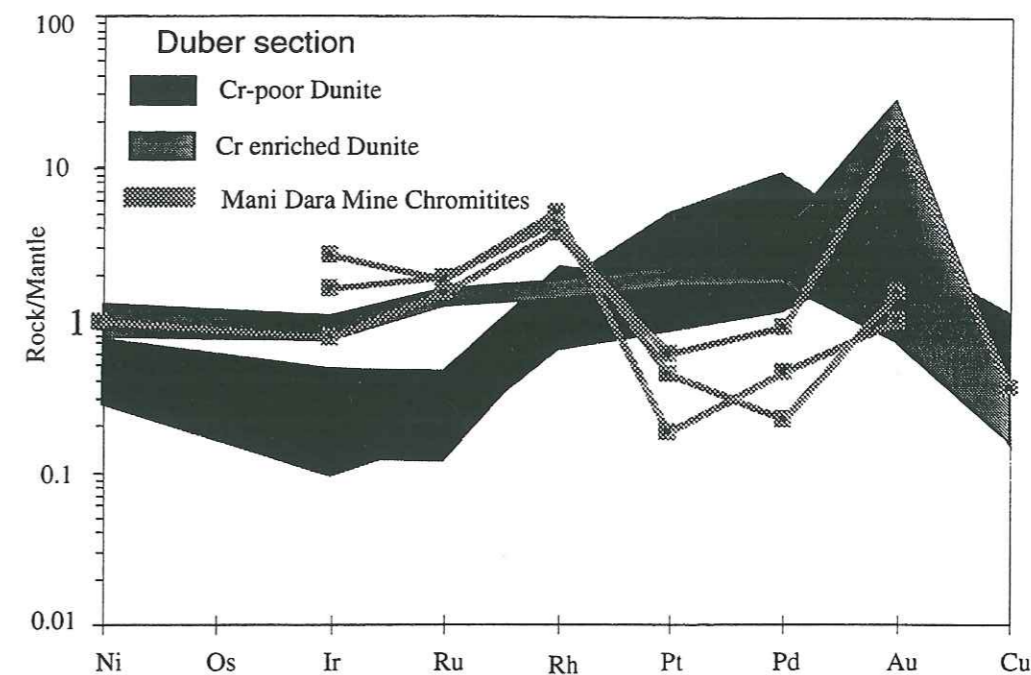 100
Duber section
Cr-poor Dunite
Cr enriched Dunite
10
Mani Dara Mine Chromitites
Rock/Mantle
1
0.1
0.01
Ni Os Ir Ru Rh Pt Pd Au Cu